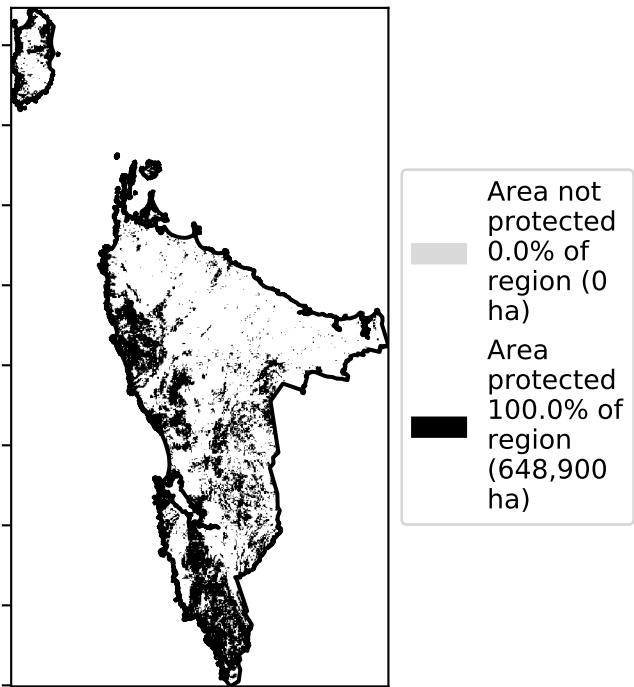 Area not
protected
0.0% of
region (0
ha)
Area
protected
100.0% of
region
(648,900
ha)